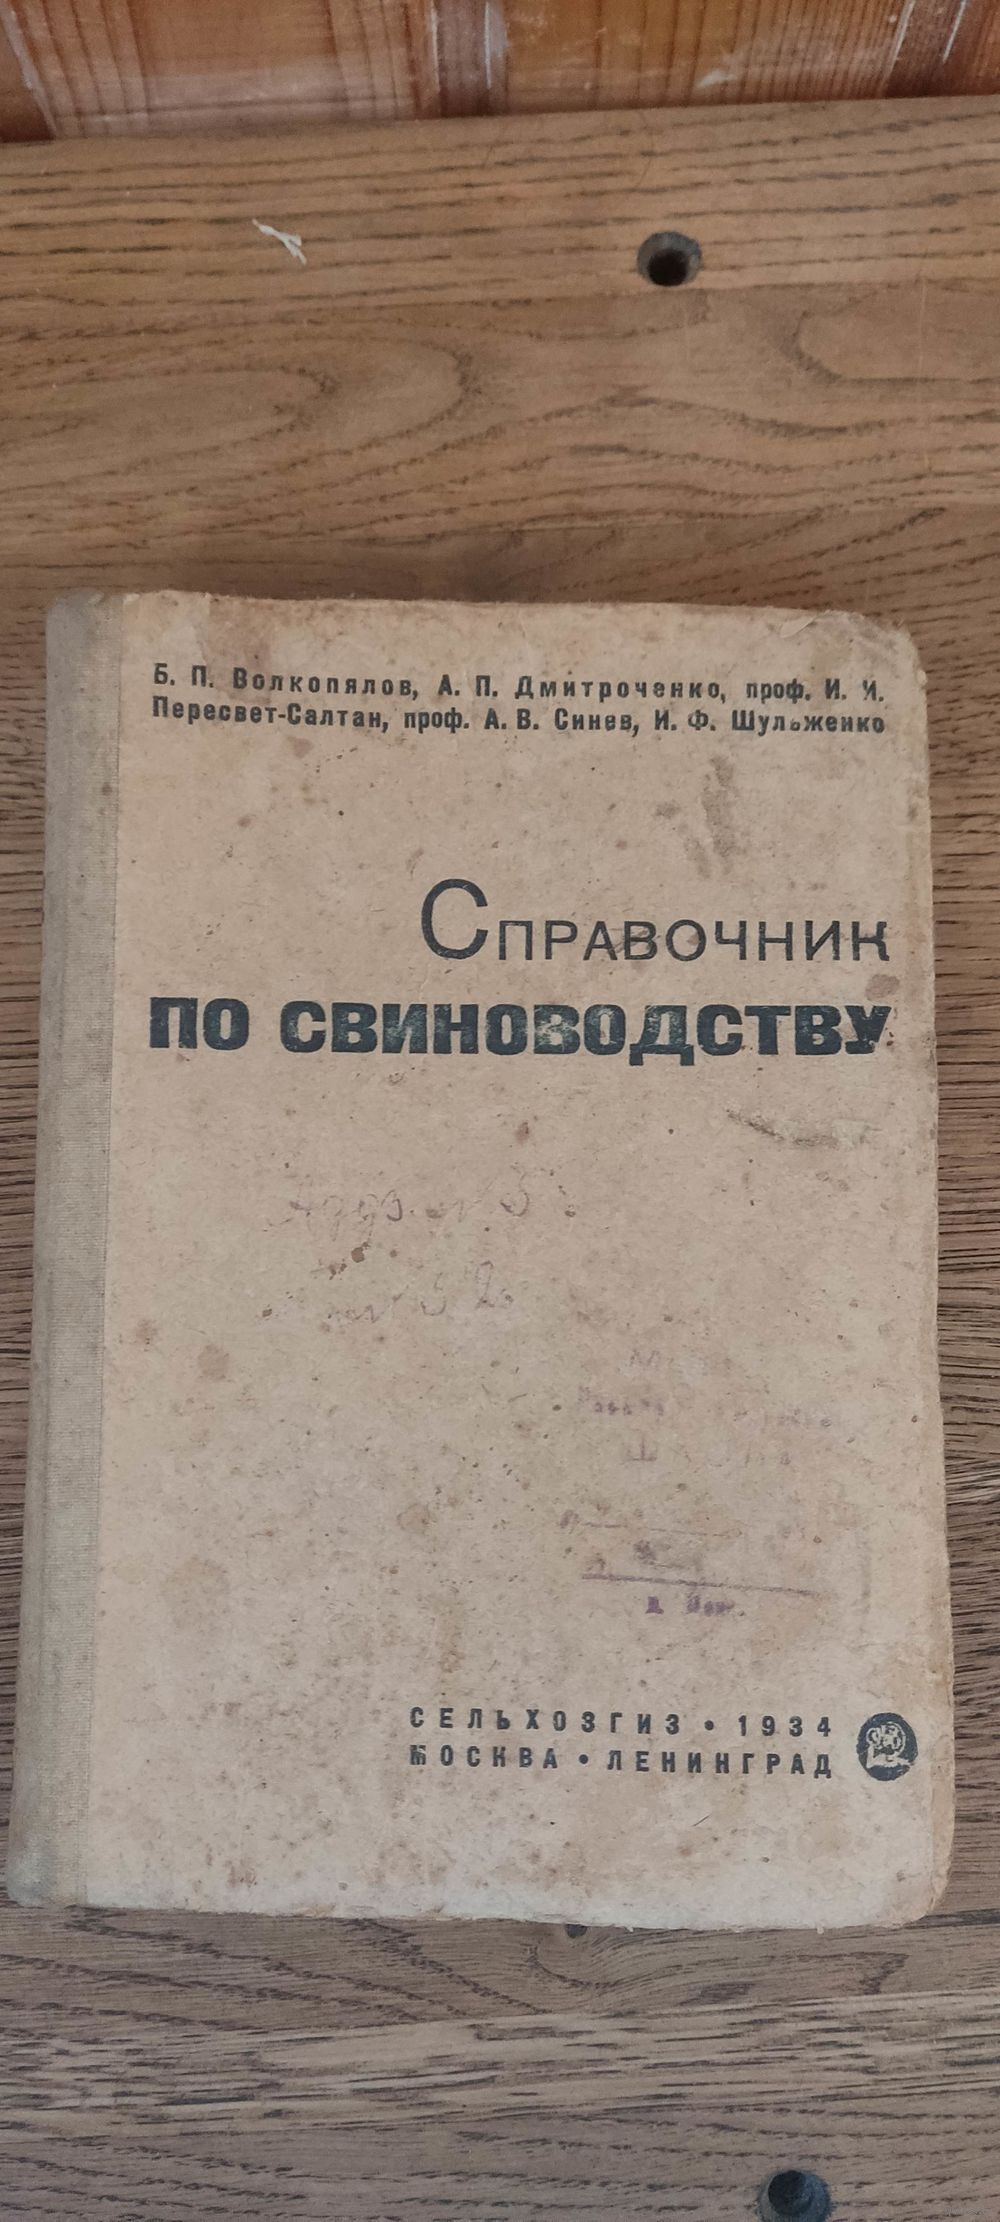 Б. П. Волкопялов, А. П. Дмитроченко, проф. И. И.
Пересвет-Салтан, проф. А. В. Синев, И. Ф. Шульженко
Справочник
по свиноводству
СЕЛЬХОЗГИЗ • 1934
МОСКВА • ЛЕНИНГРАД